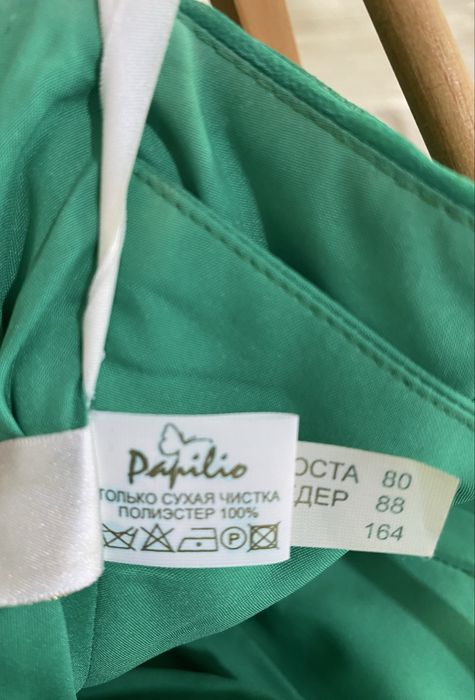 Papilio
ТОЛЬКО СУХАЯ ЧИСТКА
ПОЛИЭСТЕР 100%
P
ОСТА 80
ДЕР 88
164